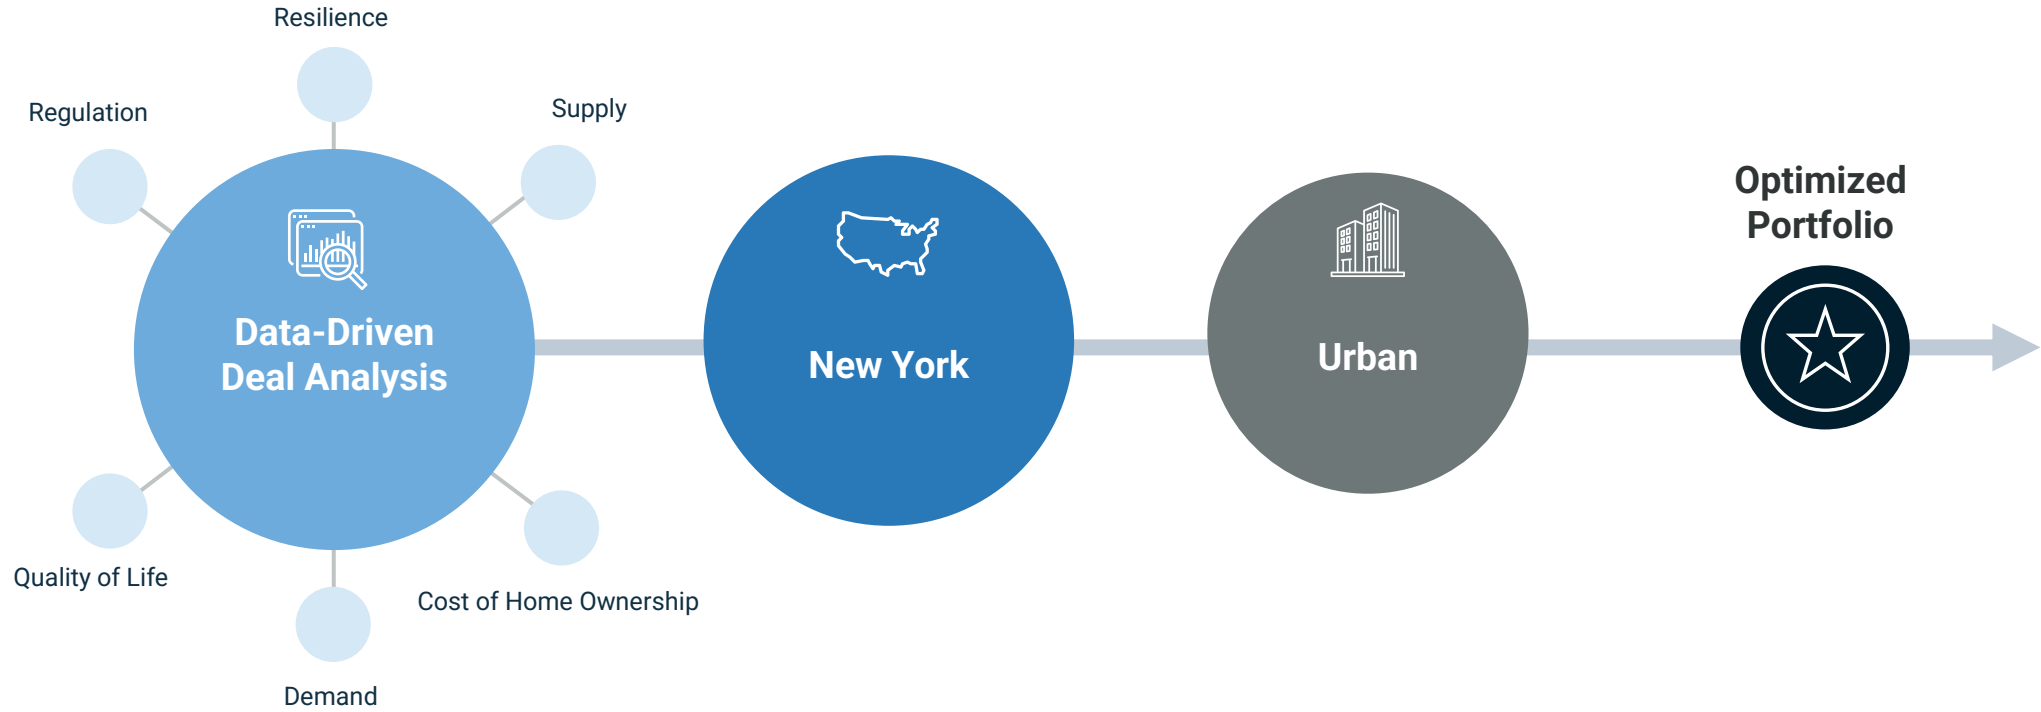 Resilience
Regulation
Supply
Data-Driven
Deal Analysis
Quality of Life
Cost of Home Ownership
Demand
New York
Urban
Optimized
Portfolio